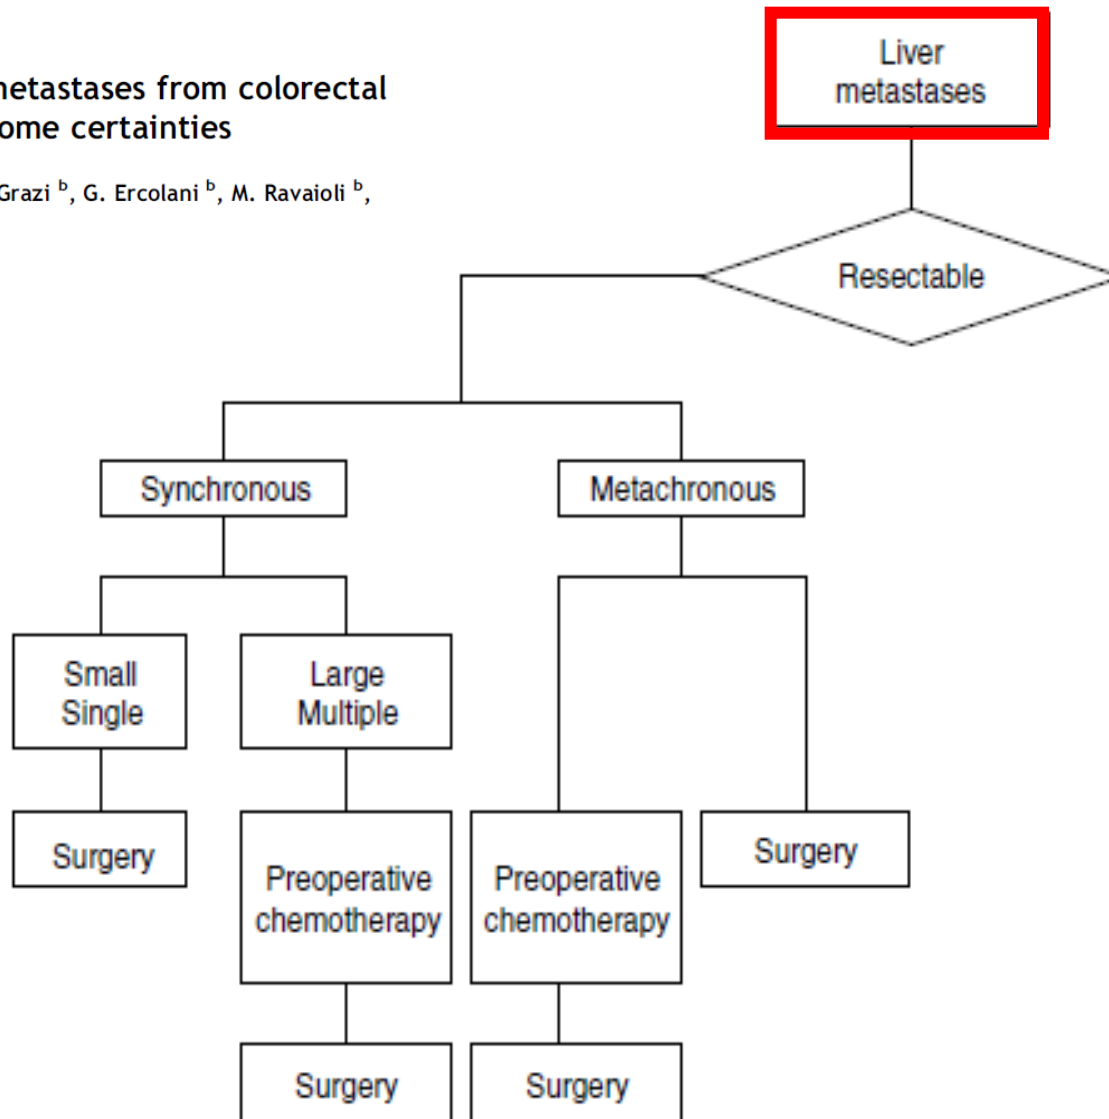 metastases from colorectal
ome certainties
Grazi b, G. Ercolani b, M. Ravaioli b,
Liver
metastases
Resectable
Synchronous
Metachronous
Small
Single
Large
Multiple
Surgery
Preoperative
chemotherapy
Preoperative
chemotherapy
Surgery
Surgery
Surgery